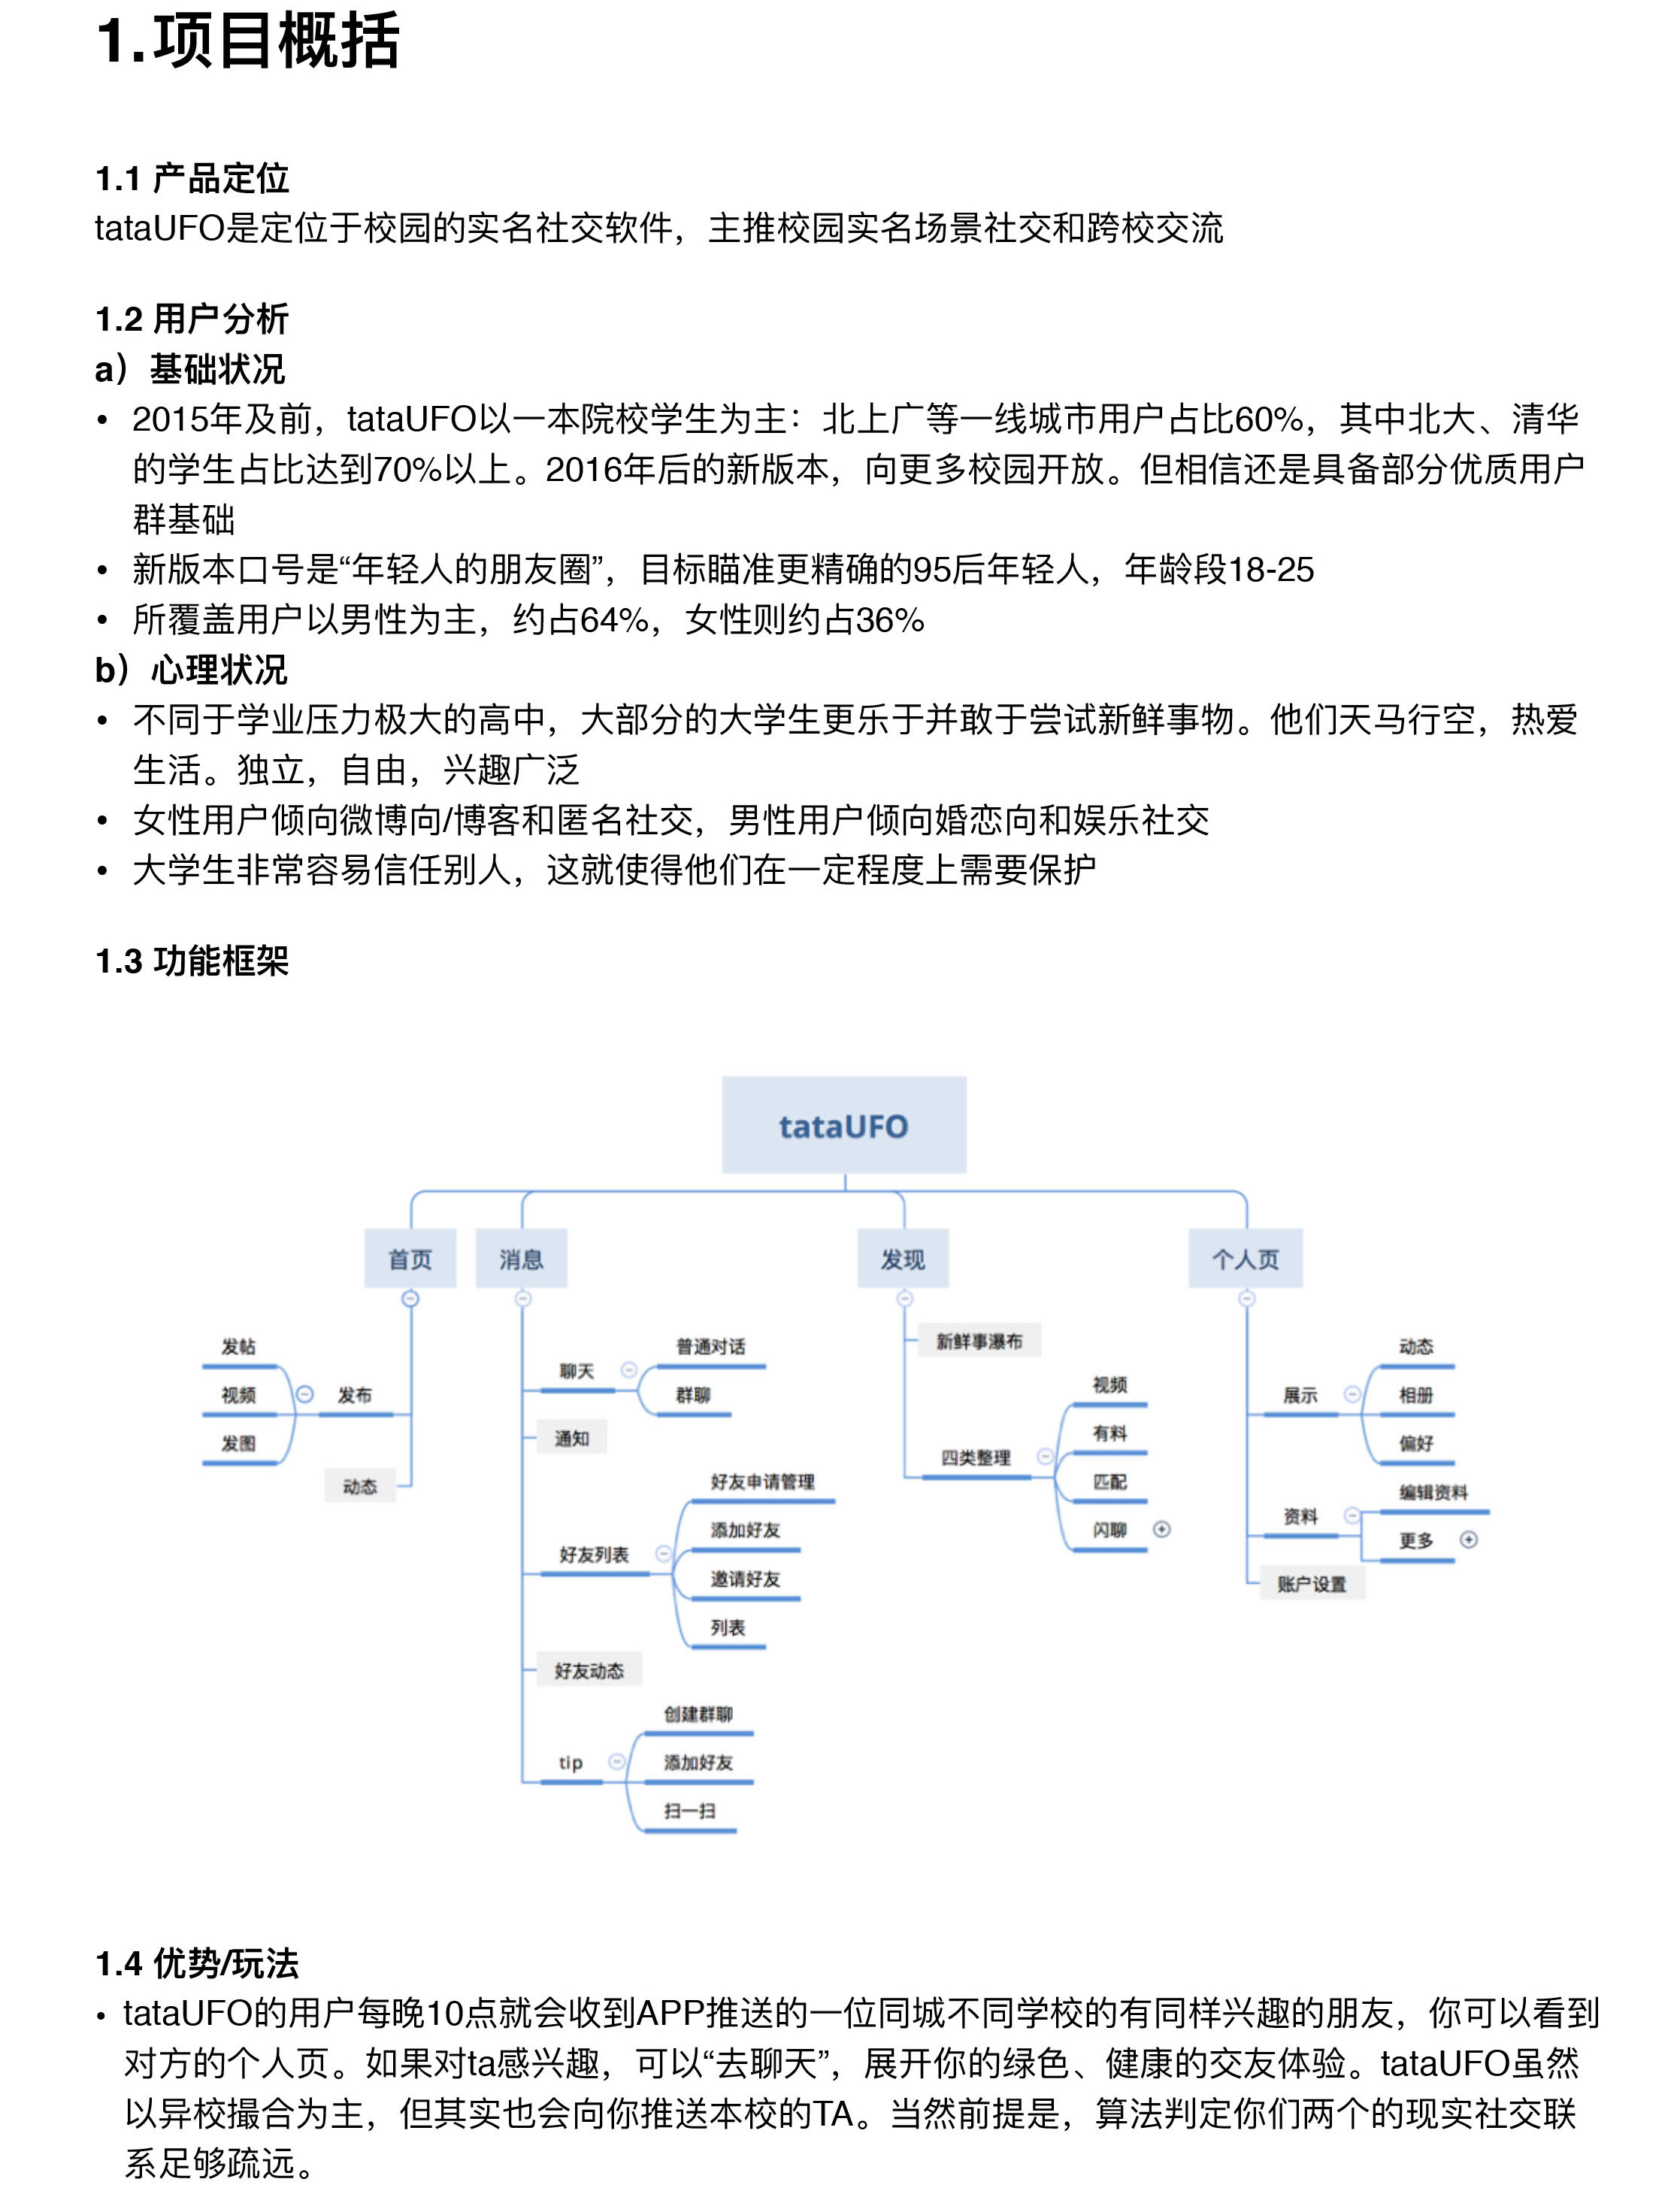 1.项目概括
1.1 产品定位
tataUFO是定位于校园的实名社交软件，主推校园实名场景社交和跨校交流
1.2 用户分析
a）基础状况
• 2015年及前，tataUFO以一本院校学生为主：北上广等一线城市用户占比60%，其中北大、清华
的学生占比达到70%以上。2016年后的新版本，向更多校园开放。但相信还是具备部分优质用户
群基础
• 新版本口号是“年轻人的朋友圈”，目标瞄准更精确的95后年轻人，年龄段18-25
• 所覆盖用户以男性为主，约占64%，女性则约占36%
b）心理状况
• 不同于学业压力极大的高中，大部分的大学生更乐于并敢于尝试新鲜事物。他们天马行空，热爱
生活。独立，自由，兴趣广泛
• 女性用户倾向微博向/博客和匿名社交，男性用户倾向婚恋向和娱乐社交
• 大学生非常容易信任别人，这就使得他们在一定程度上需要保护
1.3 功能框架
tataUFO
首页
发布
发帖
视频
发图
动态
消息
聊天
普通对话
群聊
通知
好友列表
好友申请管理
添加好友
邀请好友
列表
好友动态
tip
创建群聊
添加好友
扫一扫
发现
新鲜事瀑布
四类整理
视频
有料
匹配
闪聊
个人页
展示
动态
相册
偏好
资料
编辑资料
更多
账户设置
1.4 优势/玩法
• tataUFO的用户每晚10点就会收到APP推送的一位同城不同学校的有同样兴趣的朋友，你可以看到
对方的个人页。如果对ta感兴趣，可以“去聊天”，展开你的绿色、健康的交友体验。tataUFO虽然
以异校撮合为主，但其实也会向你推送本校的TA。当然前提是，算法判定你们两个的现实社交联
系足够疏远。